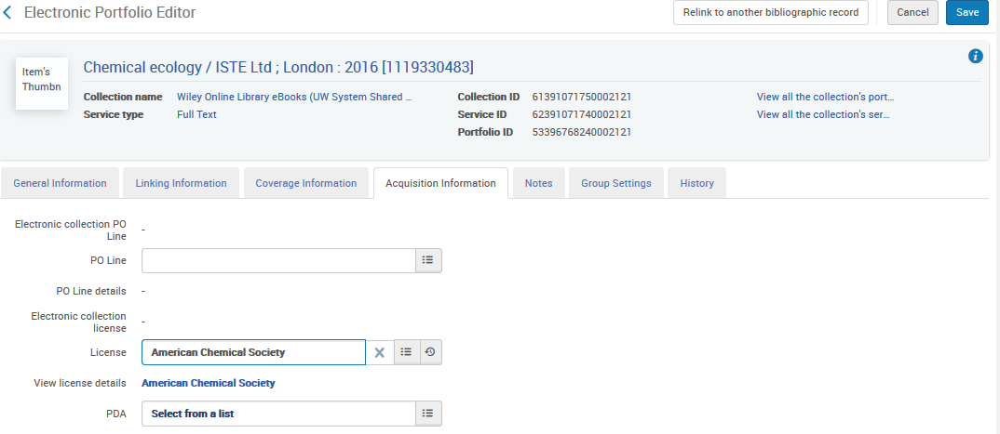 Electronic Portfolio Editor
Relink to another bibliographic record
Cancel
Save
Item's
Thumbn
Chemical ecology / ISTE Ltd ; London : 2016 [1119330483]
Collection name Wiley Online Library eBooks (UW System Shared ...
Service type Full Text
Collection ID 61391071750002121
Service ID 62391071740002121
Portfolio ID 53396768240002121
View all the collection's port...
View all the collection's ser...
General Information
Linking Information
Coverage Information
Acquisition Information
Notes
Group Settings
History
Electronic collection PO
Line -
PO Line
PO Line details -
Electronic collection
license -
License American Chemical Society
View license details American Chemical Society
PDA Select from a list